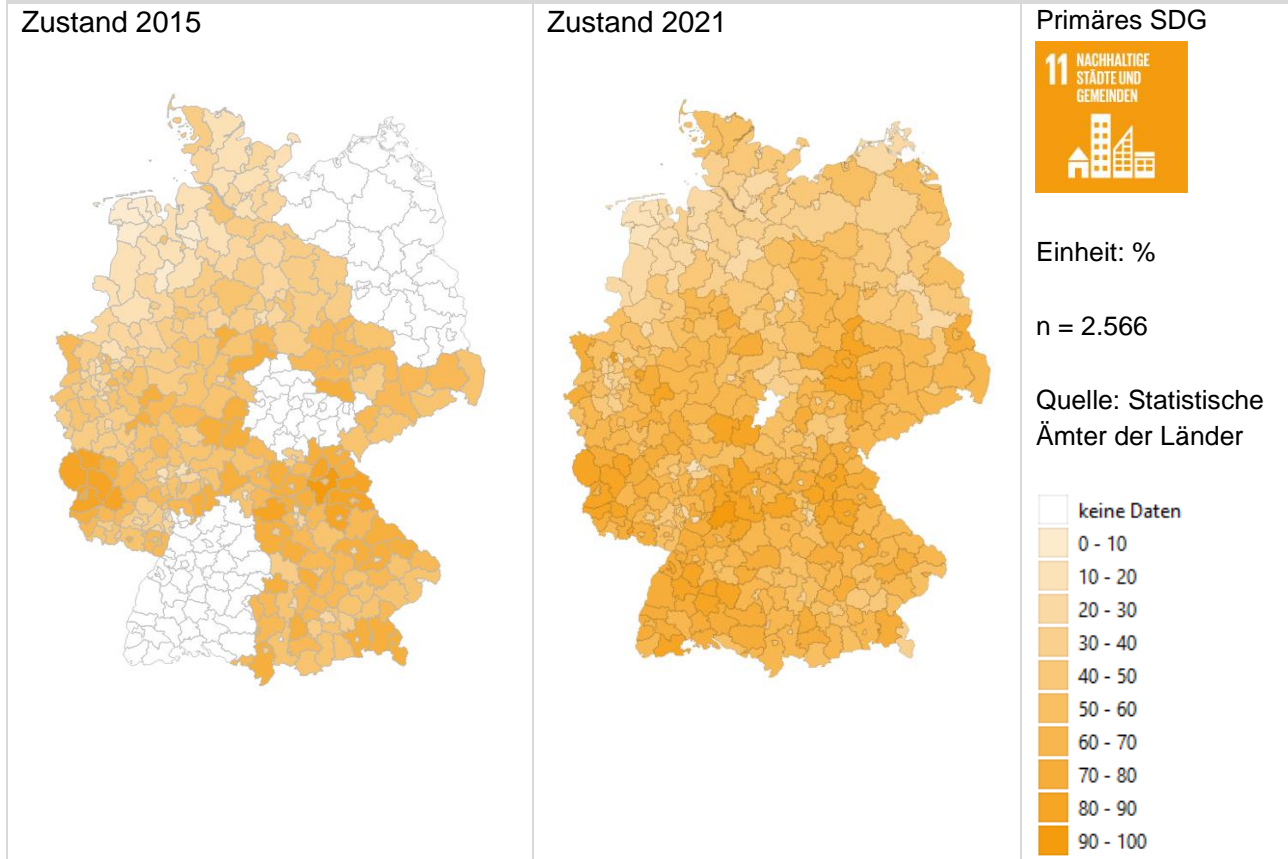 Zustand 2015
Zustand 2021
Primäres SDG
11 NACHHALTIGE
STÄDTE UND
GEMEINDEN
Einheit: %
n = 2.566
Quelle: Statistische
Ämter der Länder
keine Daten
0 - 10
10 - 20
20 - 30
30 - 40
40 - 50
50 - 60
60 - 70
70 - 80
80 - 90
90 - 100